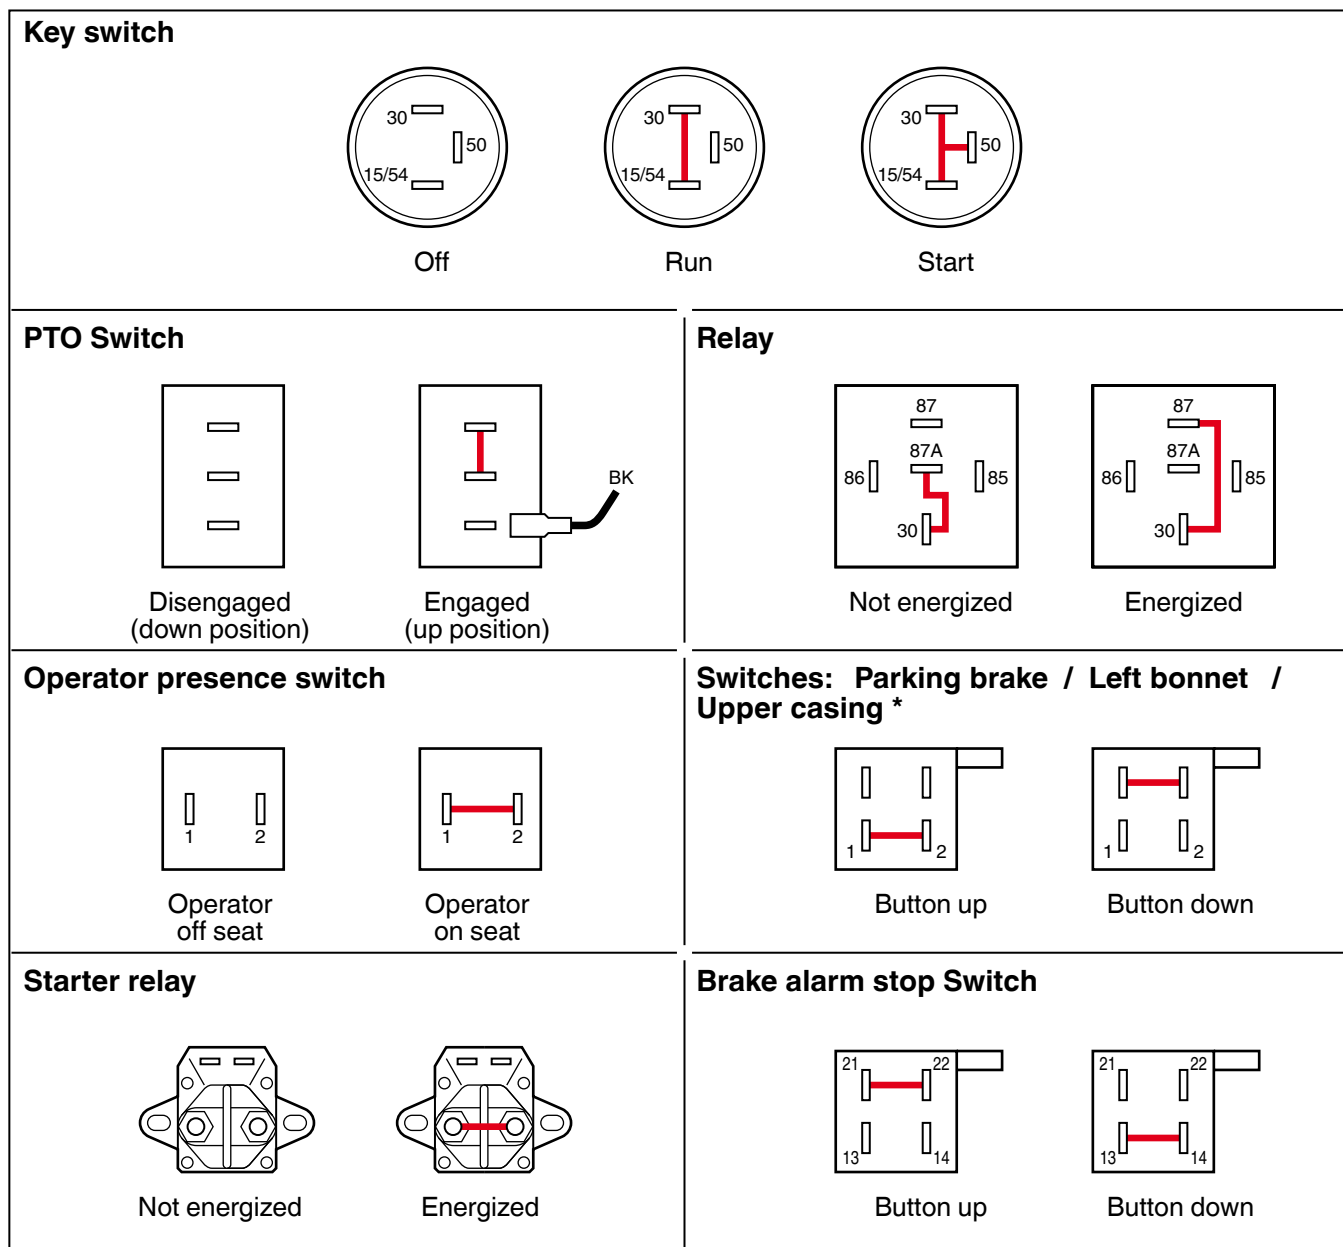 Key switch
30
50
15/54
Off
30
50
15/54
Run
30
50
15/54
Start
PTO Switch
Disengaged
(down position)
BK
Engaged
(up position)
Relay
87
87A
86
85
30
Not energized
87
87A
86
85
30
Energized
Operator presence switch
1 2
Operator
off seat
1 2
Operator
on seat
Switches: Parking brake / Left bonnet /
Upper casing *
1 2
Button up
1 2
Button down
Starter relay
Not energized
Energized
Brake alarm stop Switch
21 22
13 14
Button up
21 22
13 14
Button down